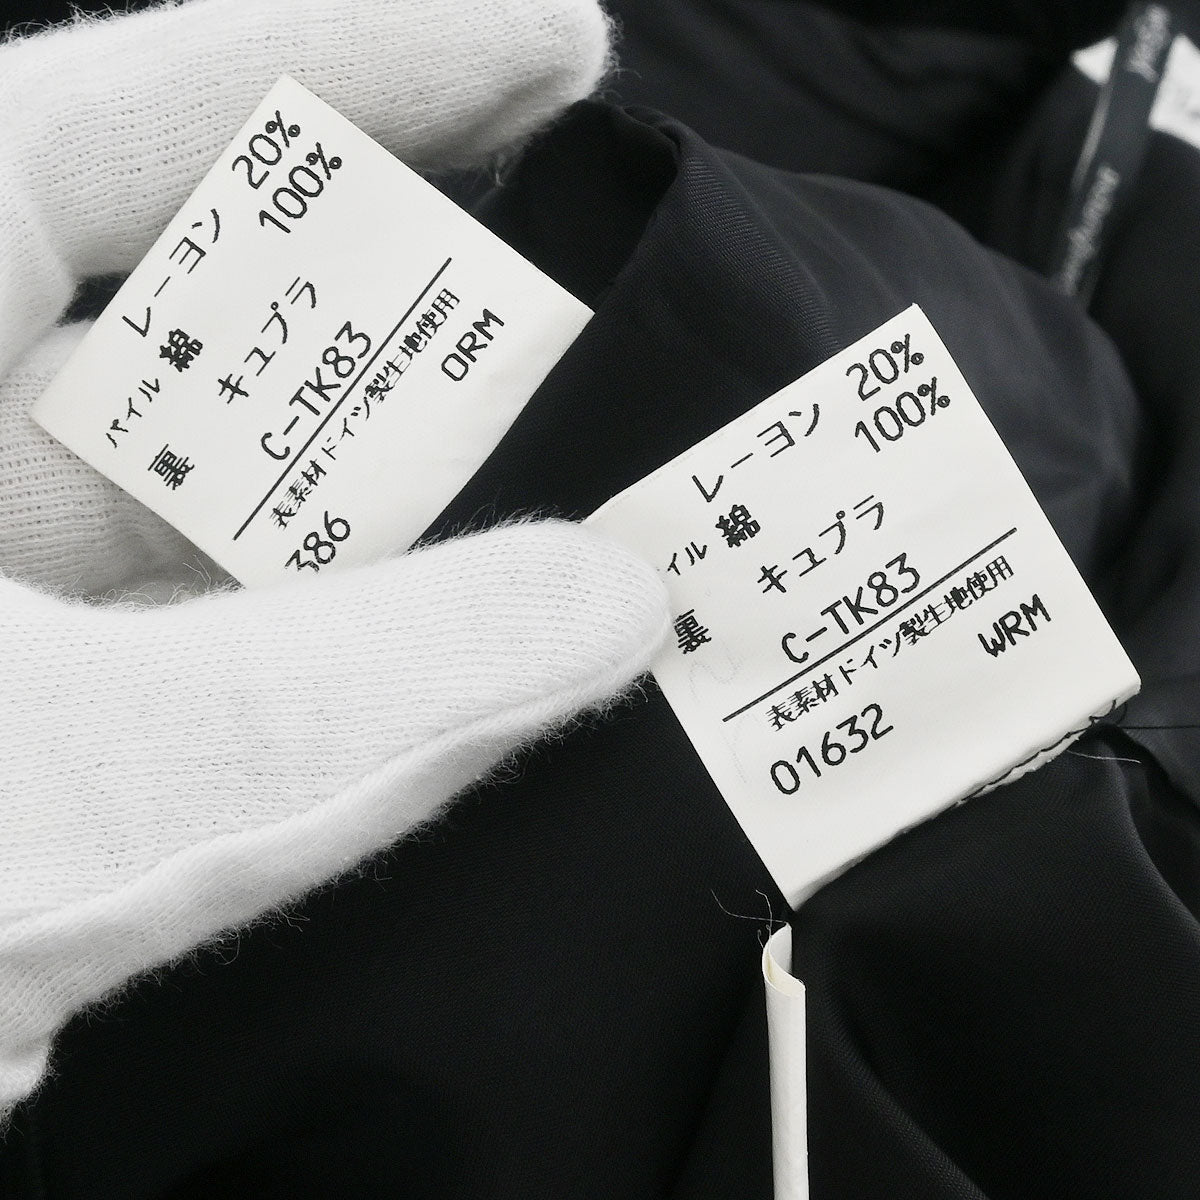 レーヨン 20%
パイル 綿 100%
裏 キュプラ
C-TK83
表素材ドイツ製生地使用
386 ORM
レーヨン 20%
イル 綿 100%
裏 キュプラ
C-TK83
表素材ドイツ製生地使用
01632 WRM